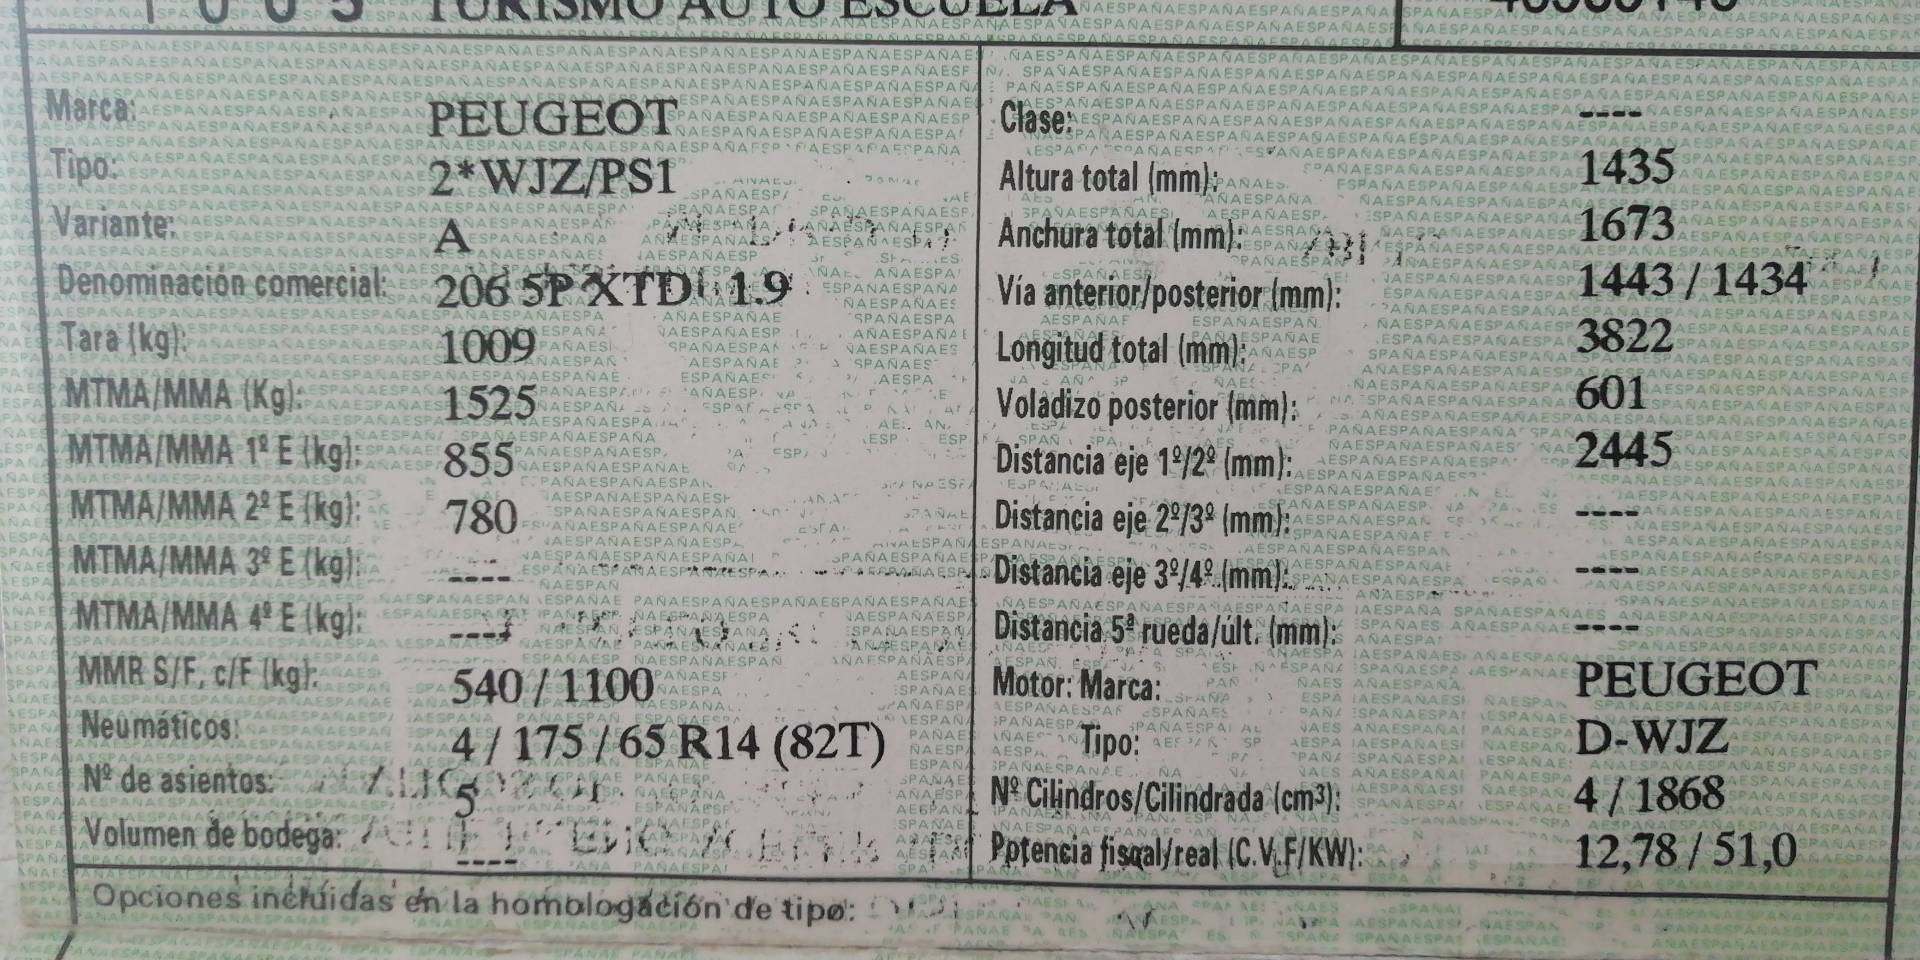 1005 TURISMO AUTO ESCUELA
Marca: PEUGEOT
Tipo: 2*WJZ/PS1
Variante: A
Denominación comercial: 206 5P XTD 1.9
Tara (kg): 1009
MTMA/MMA (Kg): 1525
MTMA/MMA 1º E (kg): 855
MTMA/MMA 2º E (kg): 780
MTMA/MMA 3º E (kg): ----
MTMA/MMA 4º E (kg): ----
MMR S/F, c/F (kg): 540 / 1100
Neumáticos: 4 / 175 / 65 R14 (82T)
Nº de asientos: 5
Volumen de bodega: ----
Clase: ----
Altura total (mm): 1435
Anchura total (mm): 1673
Vía anterior/posterior (mm): 1443 / 1434
Longitud total (mm): 3822
Voladizo posterior (mm): 601
Distancia eje 1º/2º (mm): 2445
Distancia eje 2º/3º (mm): ----
Distancia eje 3º/4º (mm): ----
Distancia 5ª rueda/últ. (mm): ----
Motor: Marca: PEUGEOT
Tipo: D-WJZ
Nº Cilindros/Cilindrada (cm³): 4 / 1868
Potencia fiscal/real (C.V.F/KW): 12,78 / 51,0
Opciones incluidas en la homologación de tipo: